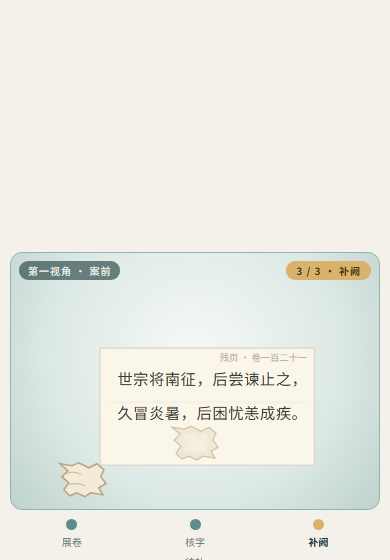 第一视角 · 案前
3 / 3 · 补阙
残页 · 卷一百二十一
世宗将南征，后尝谏止之，
久冒炎暑，后因忧恙成疾。
展卷
核字
补阙